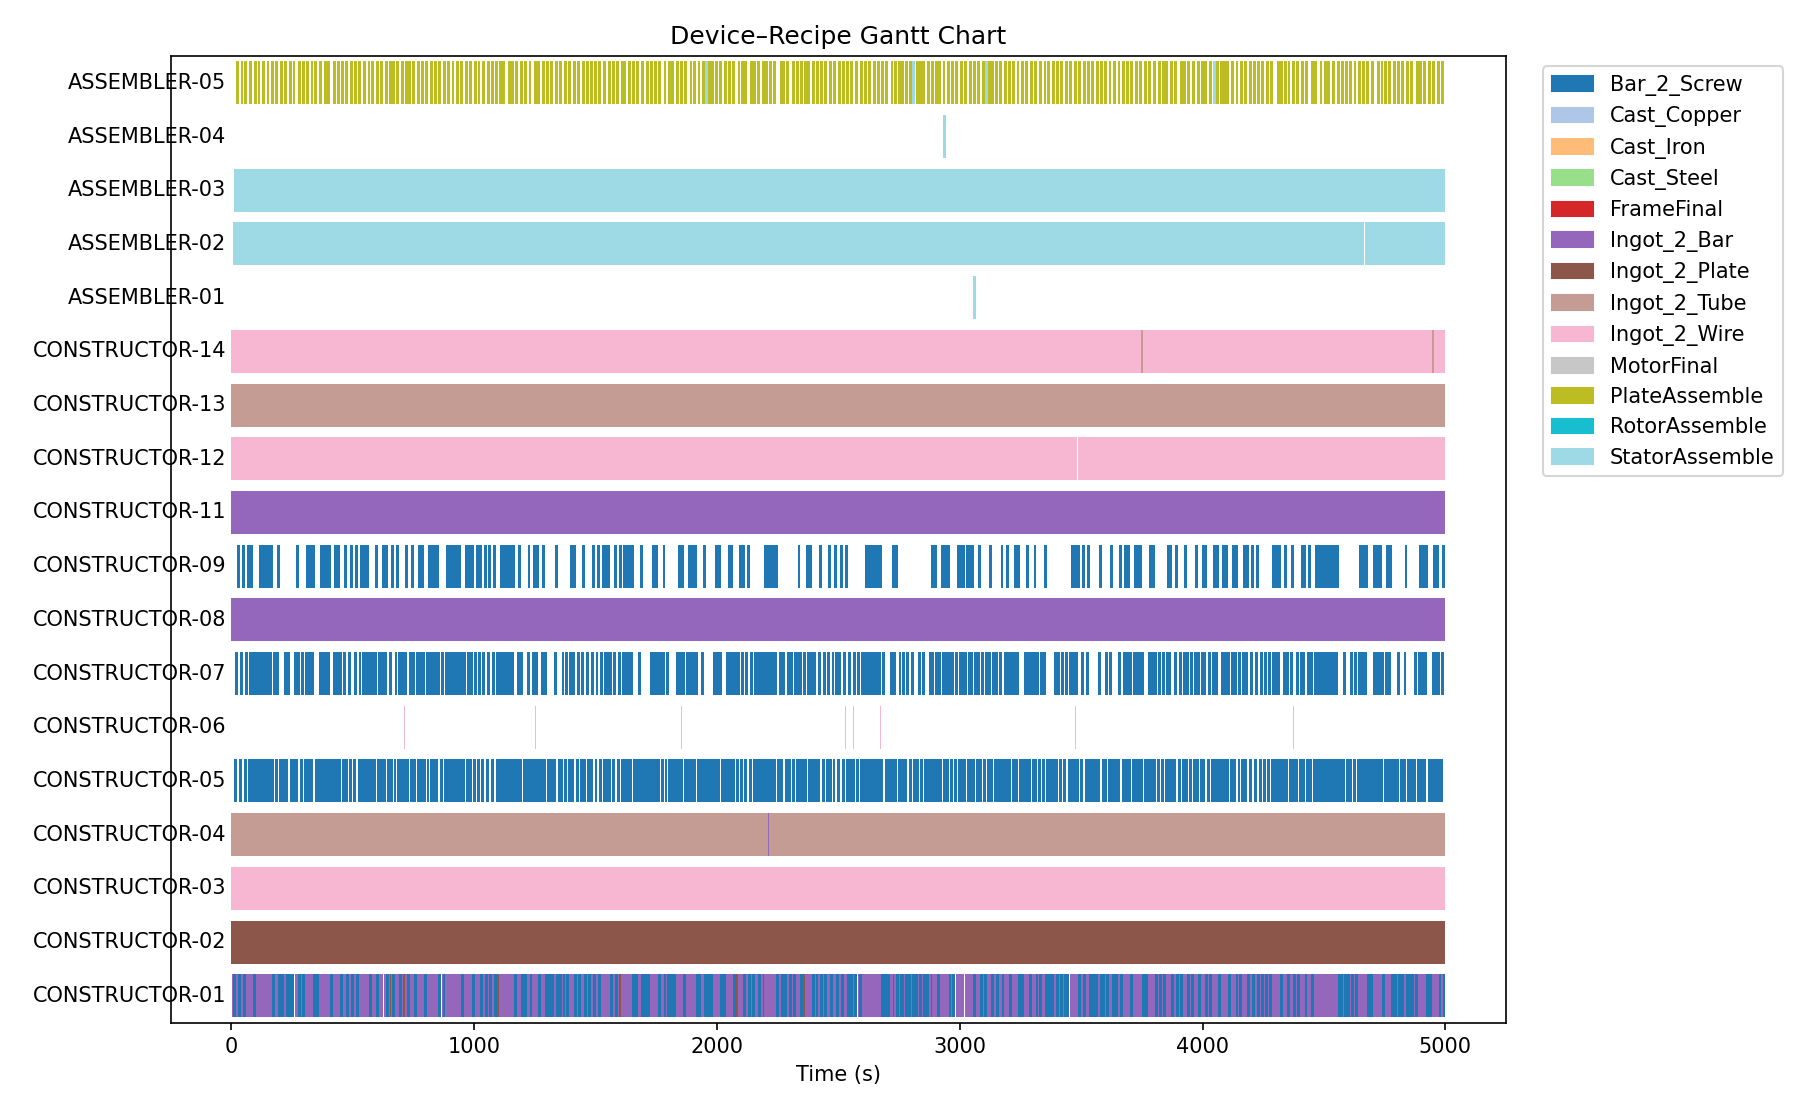 Device–Recipe Gantt Chart
ASSEMBLER-05
ASSEMBLER-04
ASSEMBLER-03
ASSEMBLER-02
ASSEMBLER-01
CONSTRUCTOR-14
CONSTRUCTOR-13
CONSTRUCTOR-12
CONSTRUCTOR-11
CONSTRUCTOR-09
CONSTRUCTOR-08
CONSTRUCTOR-07
CONSTRUCTOR-06
CONSTRUCTOR-05
CONSTRUCTOR-04
CONSTRUCTOR-03
CONSTRUCTOR-02
CONSTRUCTOR-01
0 1000 2000 3000 4000 5000
Time (s)
Bar_2_Screw
Cast_Copper
Cast_Iron
Cast_Steel
FrameFinal
Ingot_2_Bar
Ingot_2_Plate
Ingot_2_Tube
Ingot_2_Wire
MotorFinal
PlateAssemble
RotorAssemble
StatorAssemble